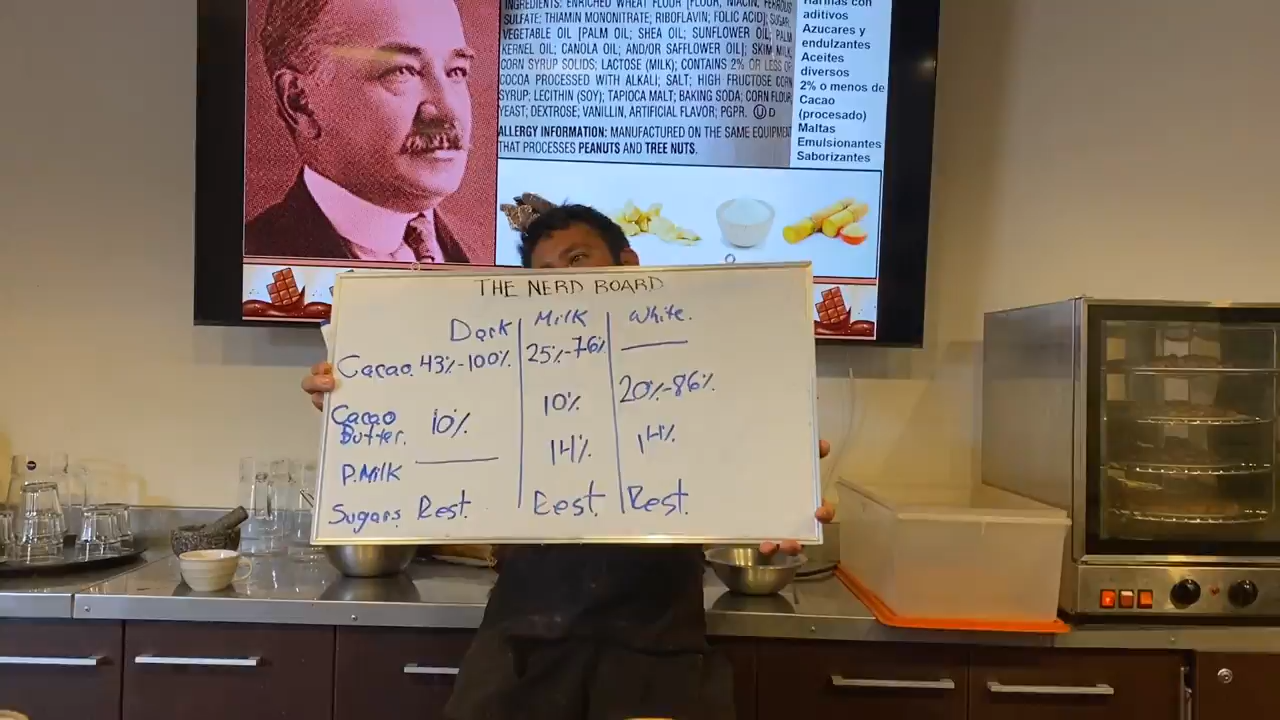 INGREDIENTS: ENRICHED WHEAT FLOUR [FLOUR, NIACIN, FERROUS
SULFATE: THIAMIN MONONITRATE; RIBOFLAVIN; FOLIC ACID]; SUGAR,
VEGETABLE OIL [PALM OIL; SHEA OIL; SUNFLOWER OIL; PALM
KERNEL OIL; CANOLA OIL; AND/OR SAFFLOWER OIL]; SKIM MILK,
CORN SYRUP SOLIDS; LACTOSE (MILK); CONTAINS 2% OR LESS OF
COCOA PROCESSED WITH ALKALI; SALT; HIGH FRUCTOSE CORN
SYRUP; LECITHIN (SOY); TAPIOCA MALT; BAKING SODA; CORN FLOUR,
YEAST; DEXTROSE; VANILLIN, ARTIFICIAL FLAVOR; PGPR. Ⓤ D
ALLERGY INFORMATION: MANUFACTURED ON THE SAME EQUIPMENT
THAT PROCESSES PEANUTS AND TREE NUTS.
Harinas con
aditivos
Azucares y
endulzantes
Aceites
diversos
2% o menos de
Cacao
(procesado)
Maltas
Emulsionantes
Saborizantes
THE NERD BOARD
Dark Milk White.
Cacao. 43%-100% 25%-76%
Cacao Butter. 10% 10% 20%-86%
P.Milk 14% 14%
Sugars Rest. Rest. Rest.